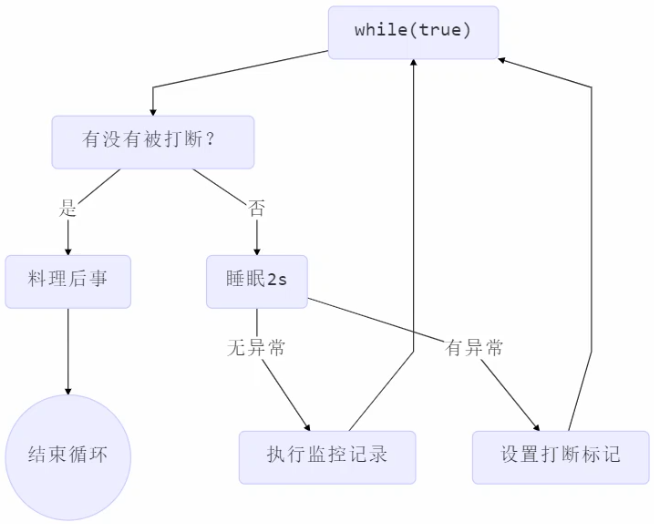 while(true)
有没有被打断?
是
否
料理后事
睡眠2s
无异常
有异常
结束循环
执行监控记录
设置打断标记